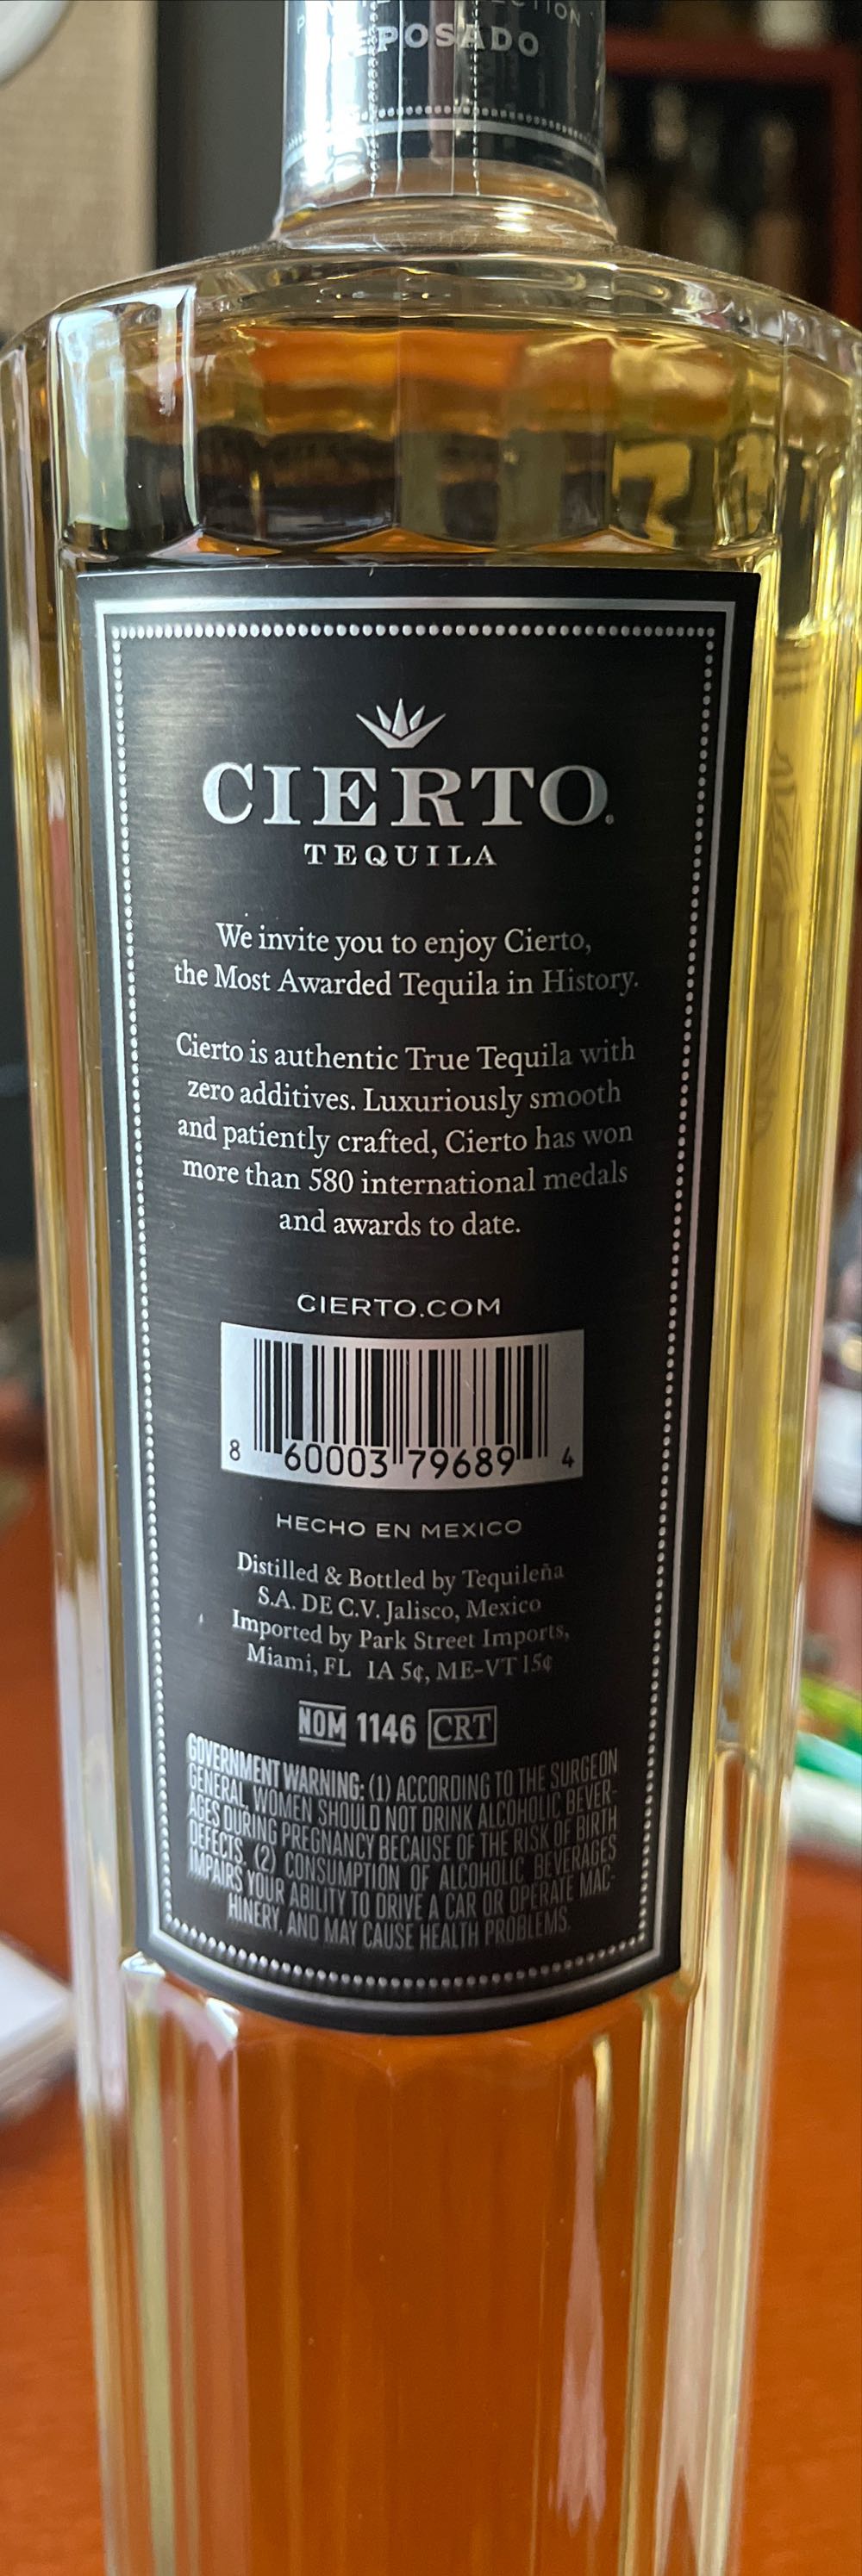 POSADO
CIERTO
TEQUILA
We invite you to enjoy Cierto,
the Most Awarded Tequila in History.
Cierto is authentic True Tequila with
zero additives. Luxuriously smooth
and patiently crafted, Cierto has won
more than 580 international medals
and awards to date.
CIERTO.COM
8 60003 79689 4
HECHO EN MEXICO
Distilled & Bottled by Tequileña
S.A. DE C.V. Jalisco, Mexico
Imported by Park Street Imports,
Miami, FL IA 5¢, ME-VT 15¢
NOM 1146 CRT
GOVERNMENT WARNING: (1) ACCORDING TO THE SURGEON
GENERAL, WOMEN SHOULD NOT DRINK ALCOHOLIC BEVER-
AGES DURING PREGNANCY BECAUSE OF THE RISK OF BIRTH
DEFECTS. (2) CONSUMPTION OF ALCOHOLIC BEVERAGES
IMPAIRS YOUR ABILITY TO DRIVE A CAR OR OPERATE MAC-
HINERY, AND MAY CAUSE HEALTH PROBLEMS.